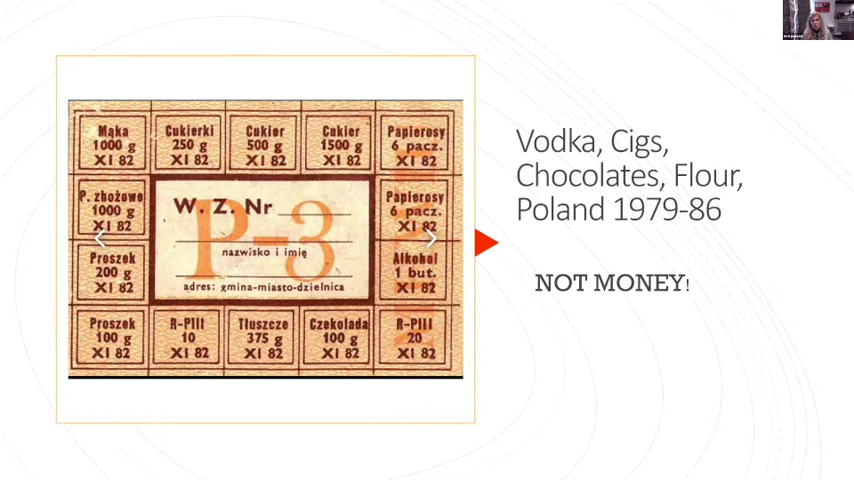 Mąka
1000 g
XI 82
Cukierki
250 g
XI 82
Cukier
500 g
XI 82
Cukier
1500 g
XI 82
Papierosy
6 pacz.
XI 82
P. zbożowe
1000 g
XI 82
W. Z. Nr
P-3
nazwisko i imię
adres: gmina-miasto-dzielnica
Papierosy
6 pacz.
XI 82
Proszek
200 g
XI 82
Alkohol
1 but.
XI 82
Proszek
100 g
XI 82
R-PIII
10
XI 82
Tłuszcze
375 g
XI 82
Czekolada
100 g
XI 82
R-PIII
20
XI 82
Vodka, Cigs,
Chocolates, Flour,
Poland 1979-86
NOT MONEY!